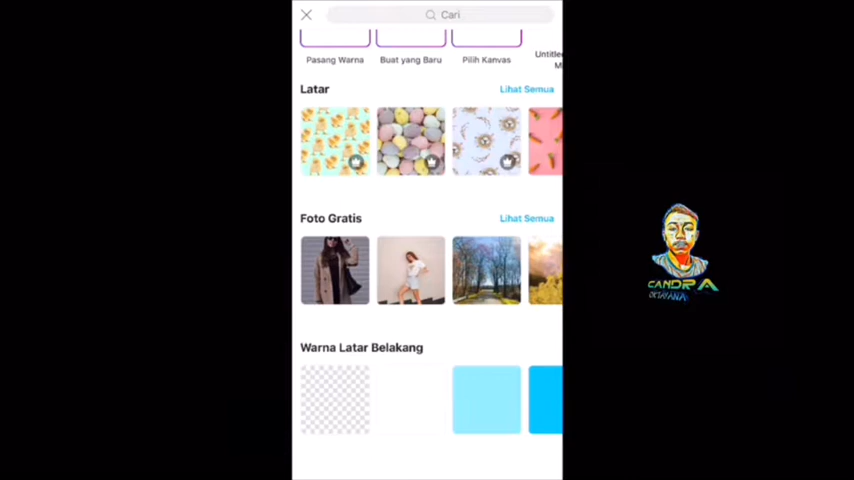 Cari
Pasang Warna
Buat yang Baru
Pilih Kanvas
Latar
Lihat Semua
Foto Gratis
Lihat Semua
CANDRA
Warna Latar Belakang